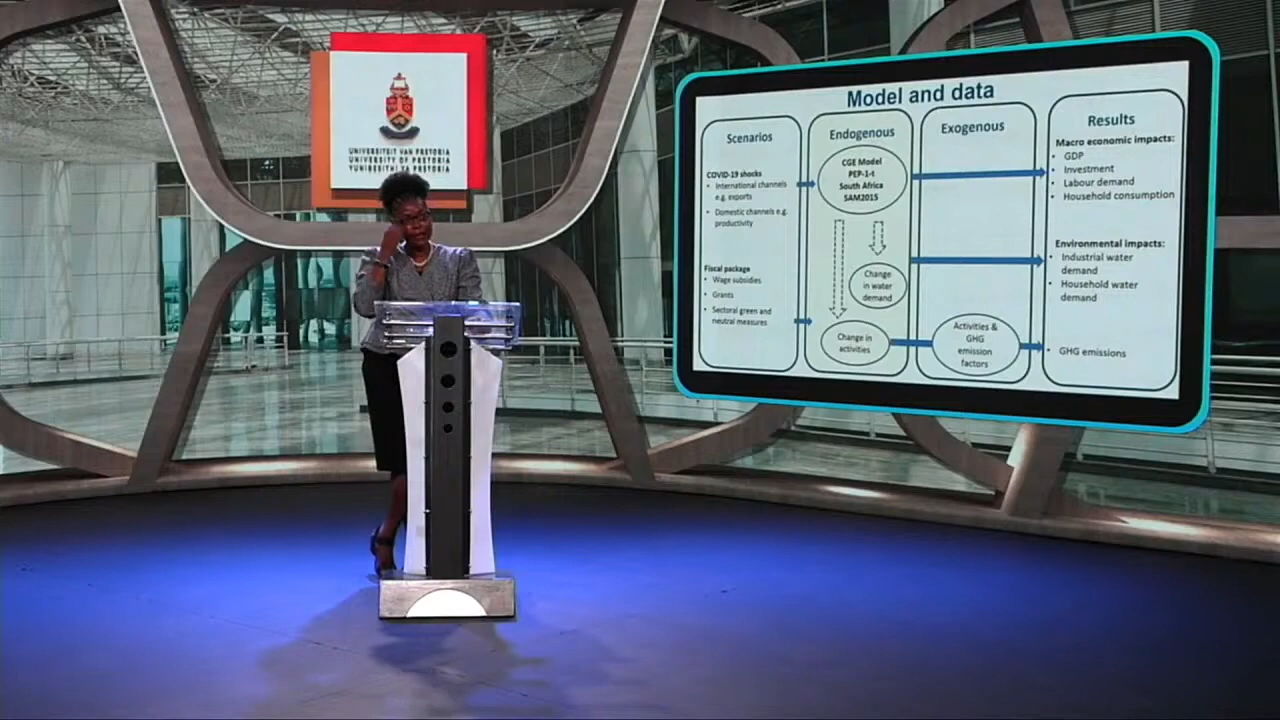 UNIVERSITEIT VAN PRETORIA
UNIVERSITY OF PRETORIA
YUNIBESITHI YA PRETORIA
Model and data
Scenarios
COVID-19 shocks
• International channels
e.g. exports
• Domestic channels e.g.
productivity
Fiscal package
• Wage subsidies
• Grants
• Sectoral green and
neutral measures
Endogenous
CGE Model
PEP-1-t
South Africa
SAM2015
Change
in water
demand
Change in
activities
Exogenous
Activities &
GHG
emission
factors
Results
Macro economic impacts:
• GDP
• Investment
• Labour demand
• Household consumption
Environmental impacts:
• Industrial water
demand
• Household water
demand
• GHG emissions